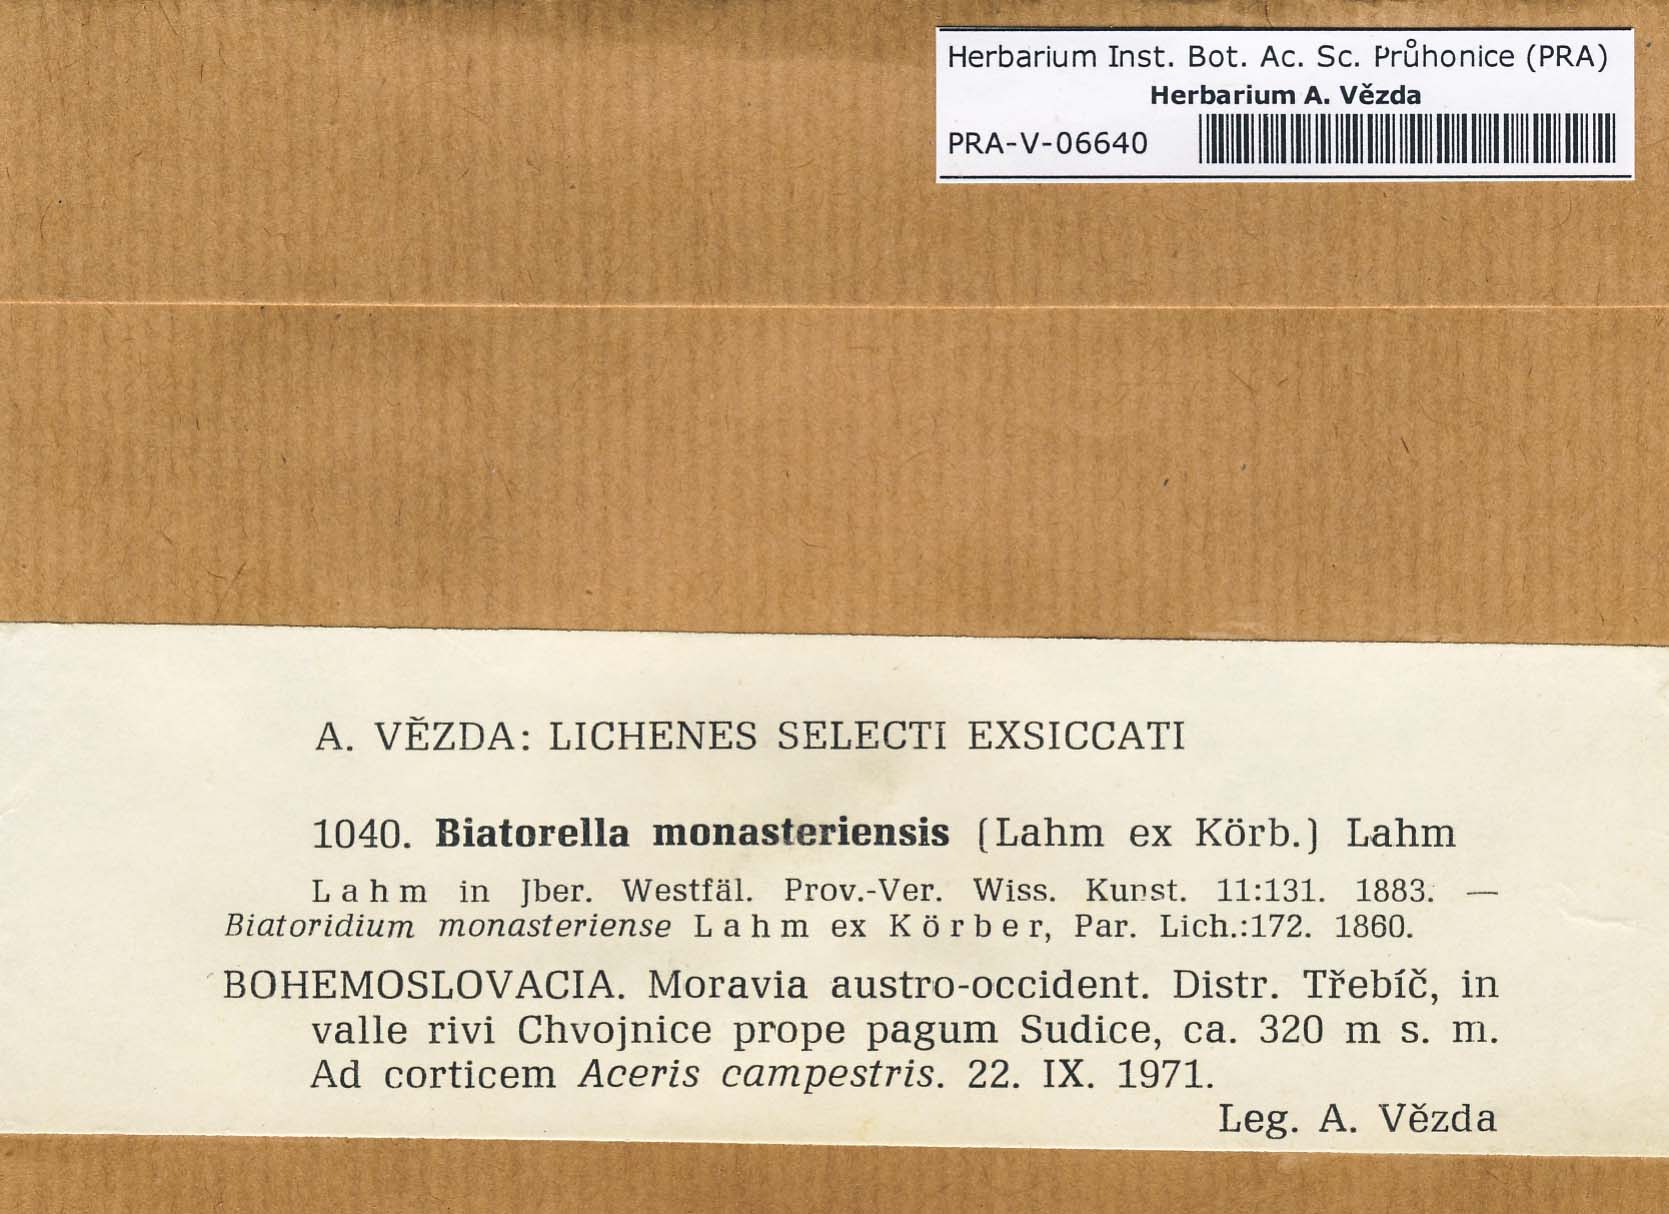 Herbarium Inst. Bot. Ac. Sc. Průhonice (PRA)
Herbarium A. Vězda
PRA-V-06640
A. VĚZDA: LICHENES SELECTI EXSICCATI
1040. Biatorella monasteriensis (Lahm ex Körb.) Lahm
Lahm in Jber. Westfäl. Prov.-Ver. Wiss. Kunst. 11:131. 1883. —
Biatoridium monasteriense Lahm ex Körber, Par. Lich.:172. 1860.
BOHEMOSLOVACIA. Moravia austro-occident. Distr. Třebíč, in
valle rivi Chvojnice prope pagum Sudice, ca. 320 m s. m.
Ad corticem Aceris campestris. 22. IX. 1971.
Leg. A. Vězda